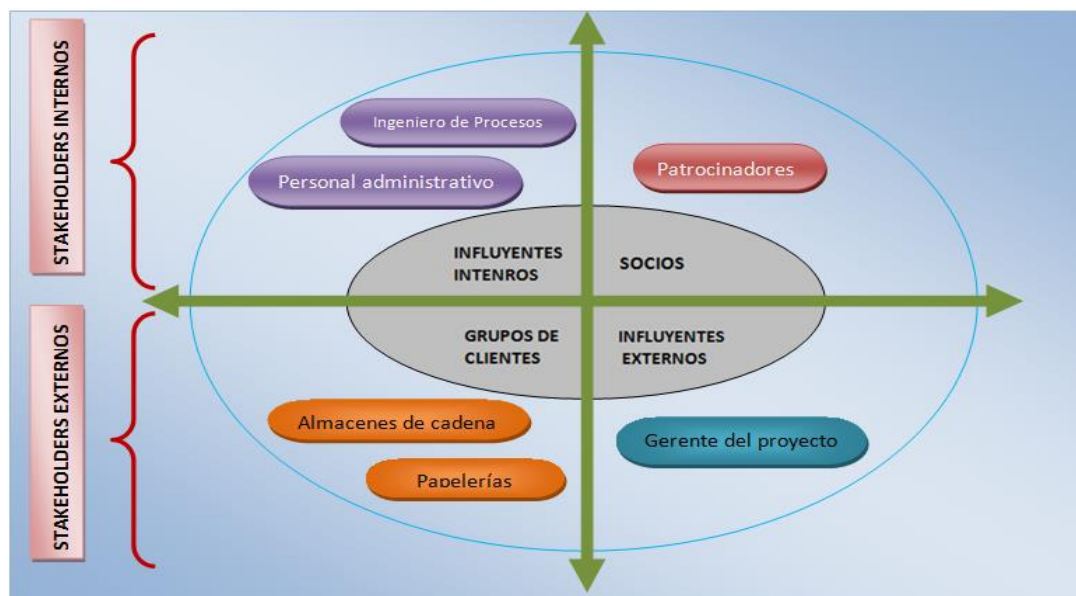 STAKEHOLDERS INTERNOS
Ingeniero de Procesos
Personal administrativo
Patrocinadores
INFLUYENTES
INTENROS
SOCIOS
STAKEHOLDERS EXTERNOS
GRUPOS DE
CLIENTES
INFLUYENTES
EXTERNOS
Almacenes de cadena
Papelerías
Gerente del proyecto